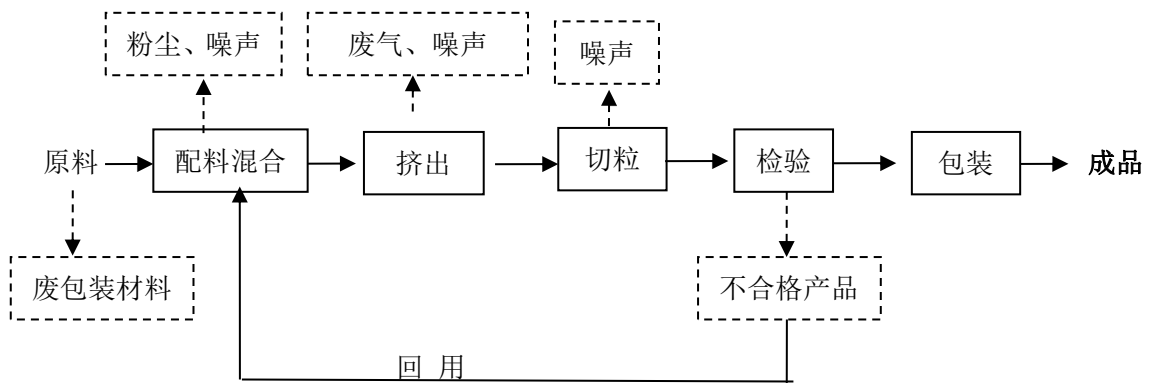 粉尘、噪声
废气、噪声
噪声
原料
配料混合
挤出
切粒
检验
包装
成品
废包装材料
不合格产品
回 用